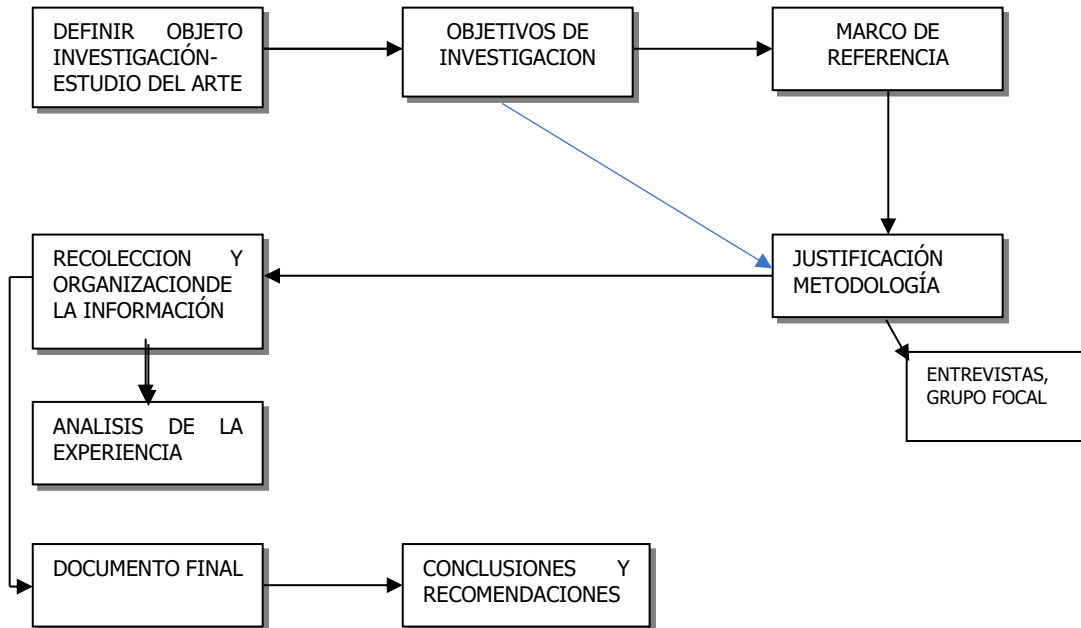 DEFINIR OBJETO
INVESTIGACIÓN-
ESTUDIO DEL ARTE
OBJETIVOS DE
INVESTIGACION
MARCO DE
REFERENCIA
RECOLECCION Y
ORGANIZACIONDE
LA INFORMACIÓN
JUSTIFICACIÓN
METODOLOGÍA
ENTREVISTAS,
GRUPO FOCAL
ANALISIS DE LA
EXPERIENCIA
DOCUMENTO FINAL
CONCLUSIONES Y
RECOMENDACIONES